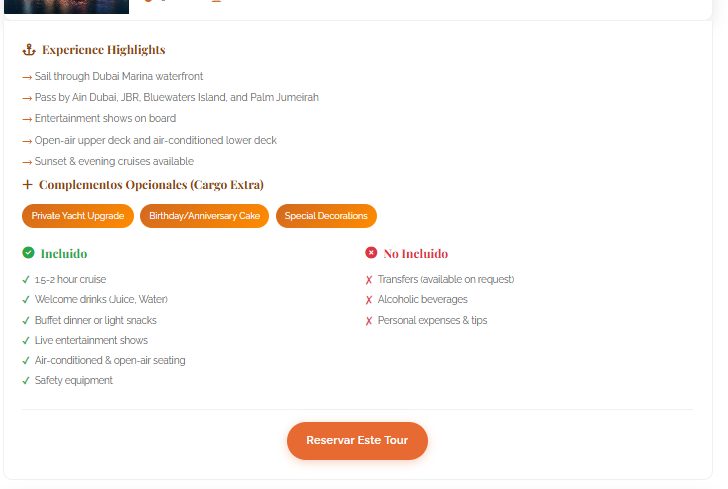 Experience Highlights
→ Sail through Dubai Marina waterfront
→ Pass by Ain Dubai, JBR, Bluewaters Island, and Palm Jumeirah
→ Entertainment shows on board
→ Open-air upper deck and air-conditioned lower deck
→ Sunset & evening cruises available
+ Complementos Opcionales (Cargo Extra)
Private Yacht Upgrade Birthday/Anniversary Cake Special Decorations
Incluido
✓ 1.5-2 hour cruise
✓ Welcome drinks (Juice, Water)
✓ Buffet dinner or light snacks
✓ Live entertainment shows
✓ Air-conditioned & open-air seating
✓ Safety equipment
No Incluido
✗ Transfers (available on request)
✗ Alcoholic beverages
✗ Personal expenses & tips
Reservar Este Tour